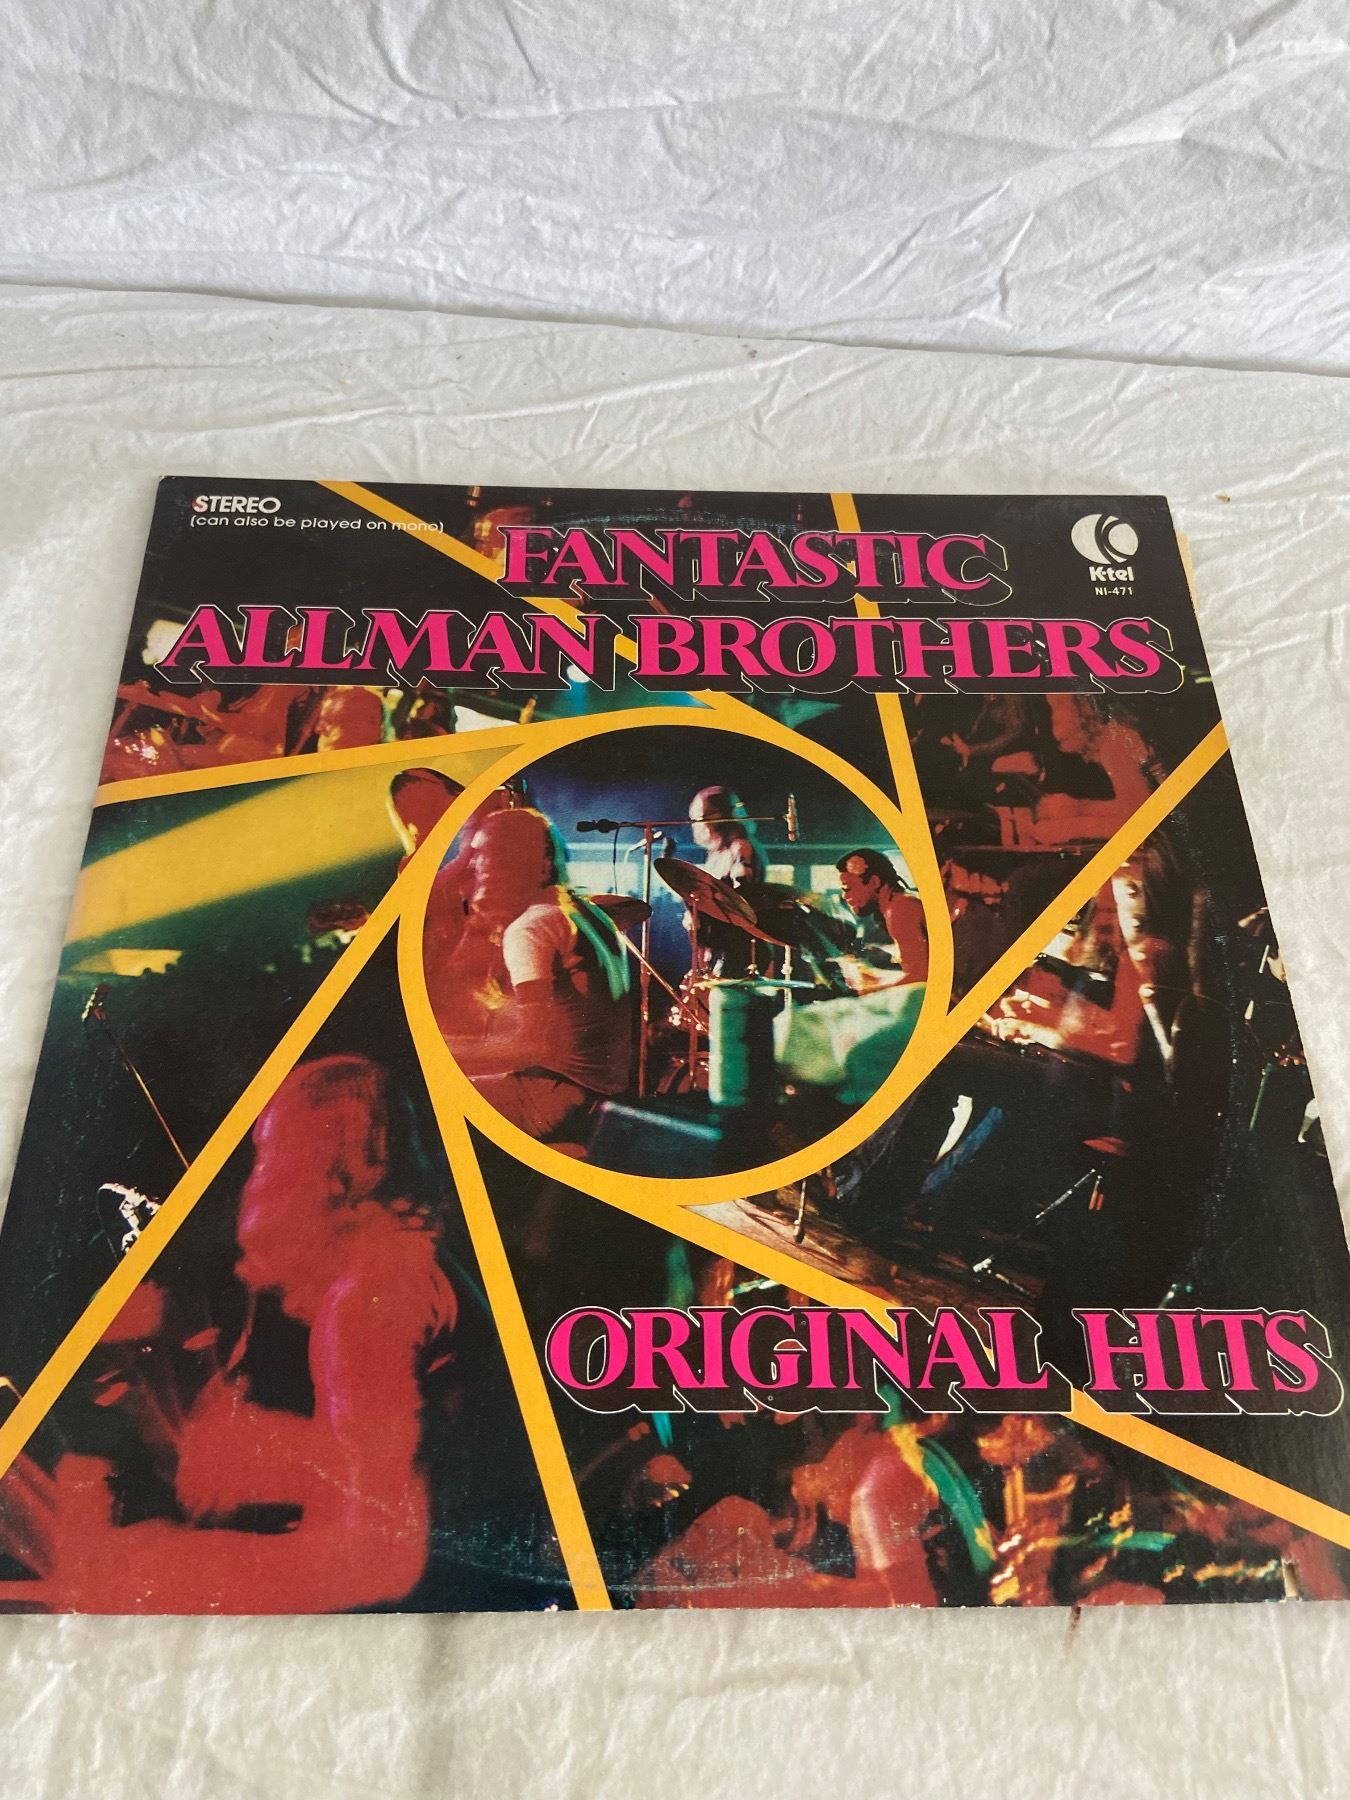 STEREO
(can also be played on mono)
FANTASTIC
ALLMAN BROTHERS
K-tel
NI-471
ORIGINAL HITS